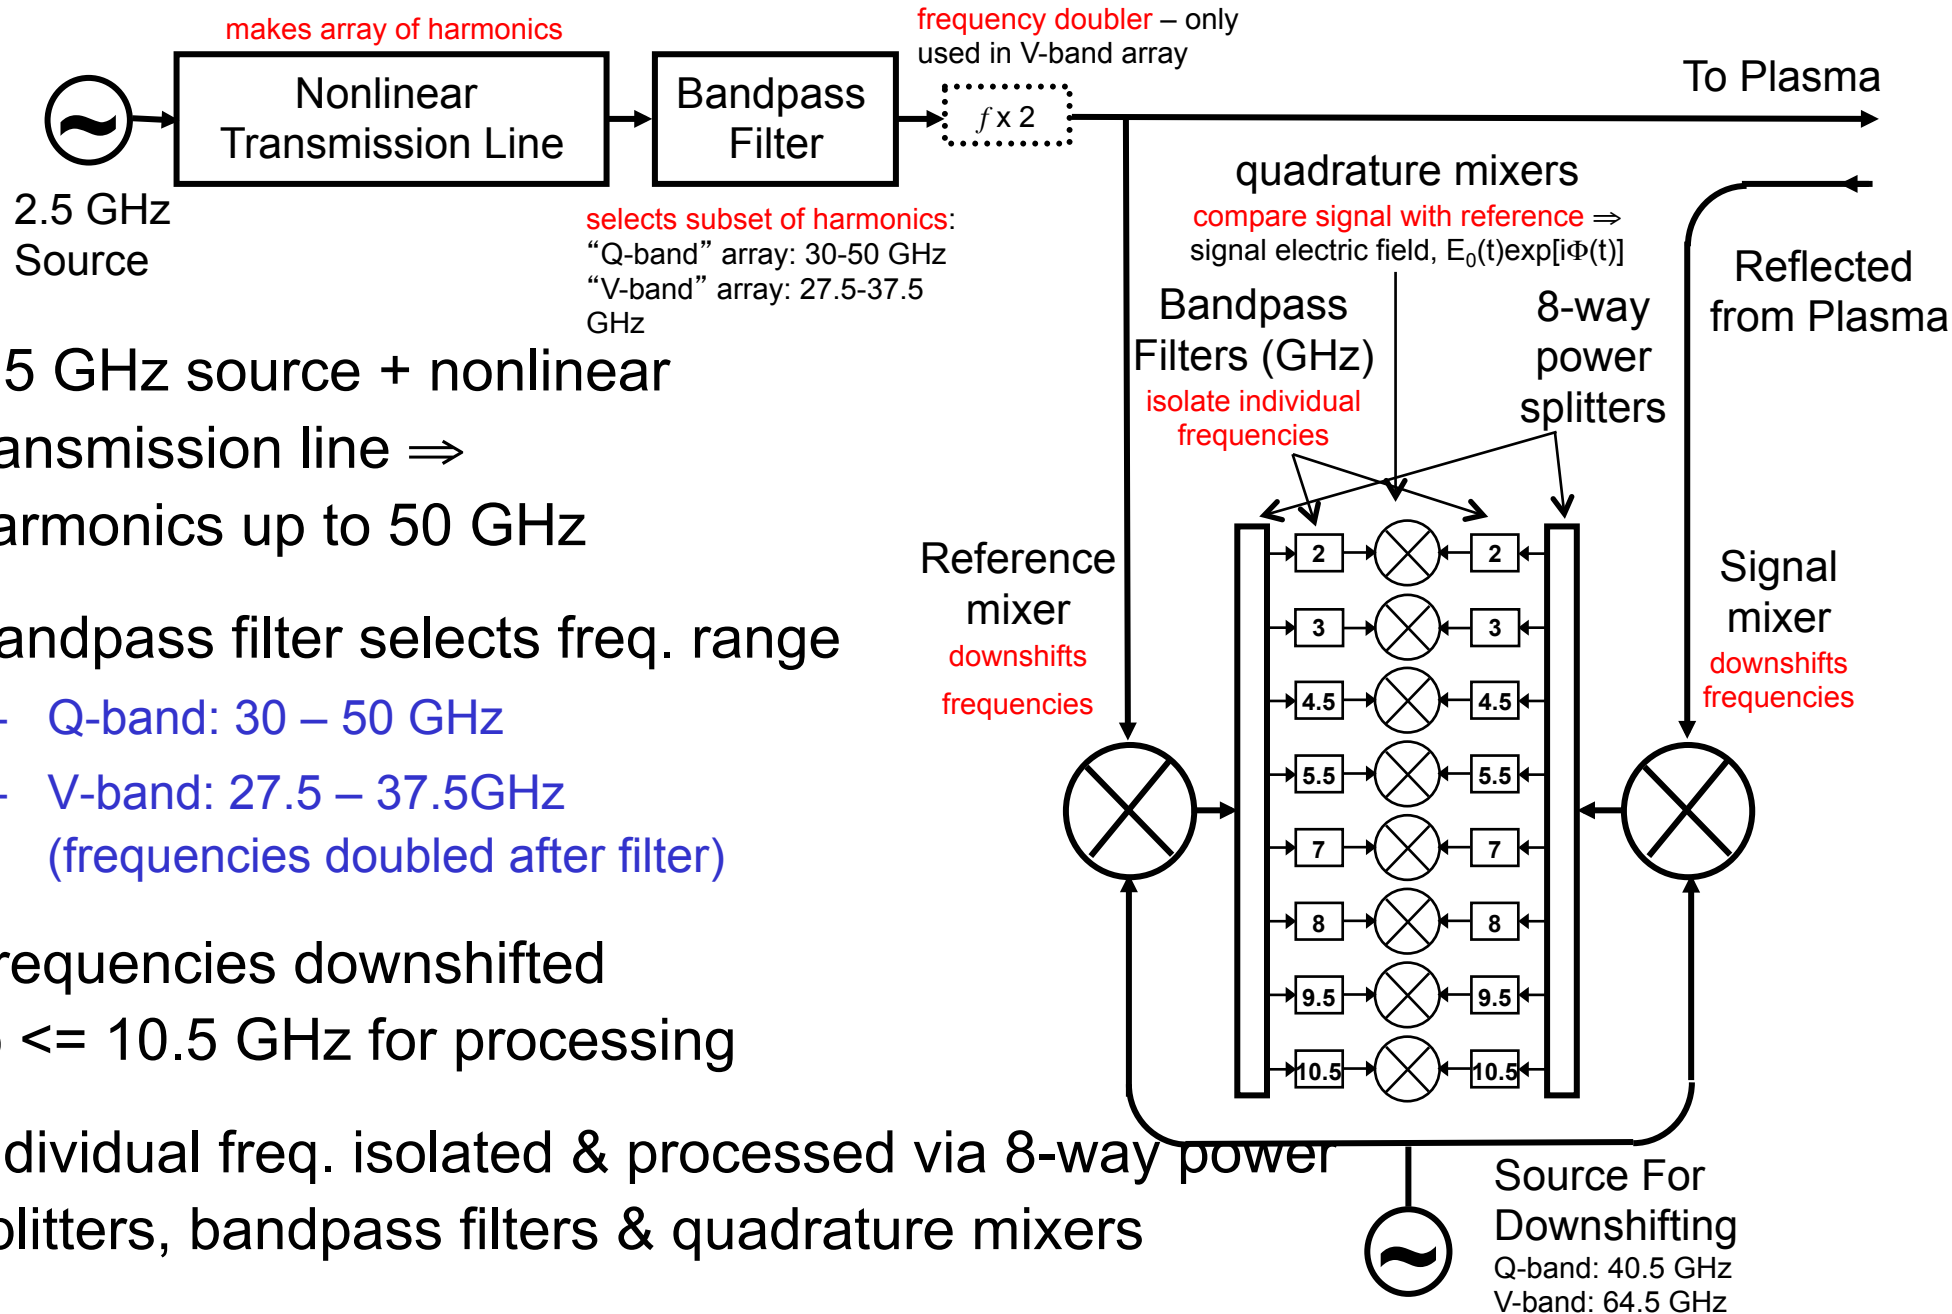 makes array of harmonics
frequency doubler – only
used in V-band array
Nonlinear
Transmission Line
Bandpass
Filter
f x 2
To Plasma
2.5 GHz
Source
selects subset of harmonics:
“Q-band” array: 30-50 GHz
“V-band” array: 27.5-37.5
GHz
quadrature mixers
compare signal with reference ⇒
signal electric field, E0(t)exp[iΦ(t)]
Reflected
from Plasma
Bandpass
Filters (GHz)
isolate individual
frequencies
8-way
power
splitters
5 GHz source + nonlinear
ansmission line ⇒
armonics up to 50 GHz
andpass filter selects freq. range
- Q-band: 30 – 50 GHz
- V-band: 27.5 – 37.5GHz
(frequencies doubled after filter)
requencies downshifted
<= 10.5 GHz for processing
dividual freq. isolated & processed via 8-way power
plitters, bandpass filters & quadrature mixers
Reference
mixer
downshifts
frequencies
Signal
mixer
downshifts
frequencies
2 2
3 3
4.5 4.5
5.5 5.5
7 7
8 8
9.5 9.5
10.5 10.5
Source For
Downshifting
Q-band: 40.5 GHz
V-band: 64.5 GHz